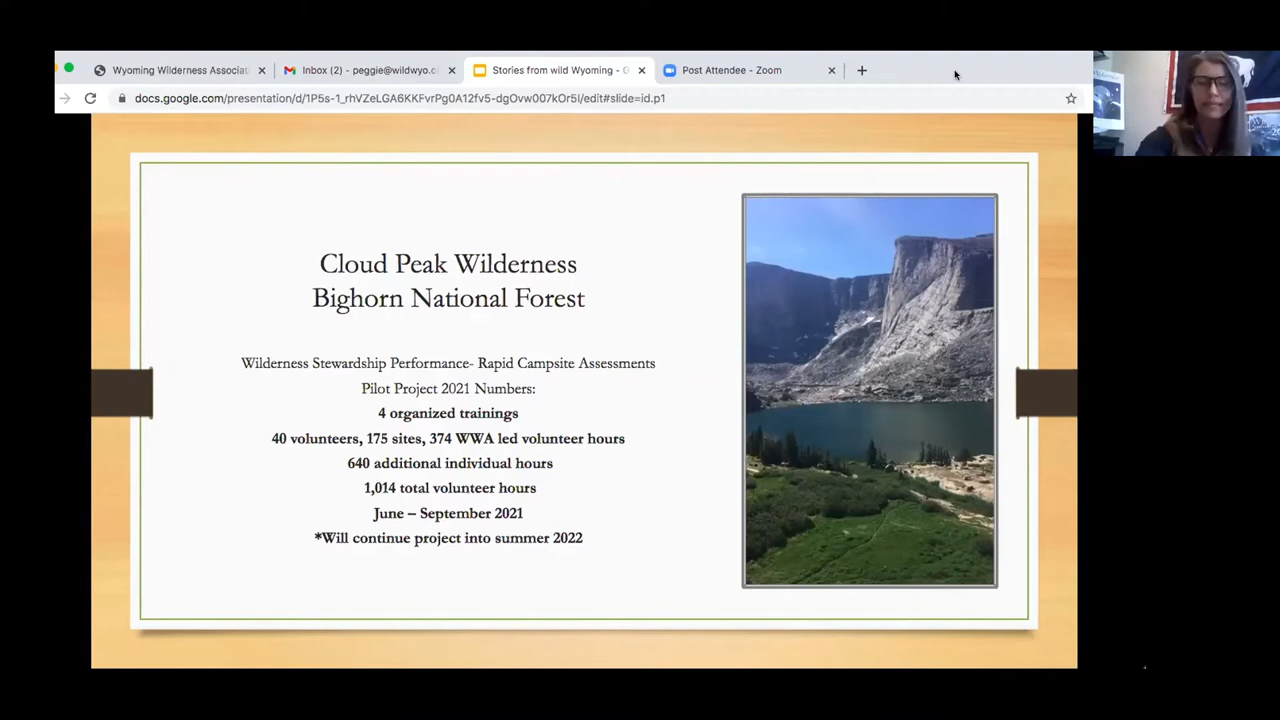 Wyoming Wilderness Associat
Inbox (2) - peggie@wildwyo.c
Stories from wild Wyoming - G
Post Attendee - Zoom
docs.google.com/presentation/d/1P5s-1_rhVZeLGA6KKFvrPg0A12fv5-dgOvw007kOr5I/edit#slide=id.p1
Cloud Peak Wilderness
Bighorn National Forest
Wilderness Stewardship Performance- Rapid Campsite Assessments
Pilot Project 2021 Numbers:
4 organized trainings
40 volunteers, 175 sites, 374 WWA led volunteer hours
640 additional individual hours
1,014 total volunteer hours
June – September 2021
*Will continue project into summer 2022